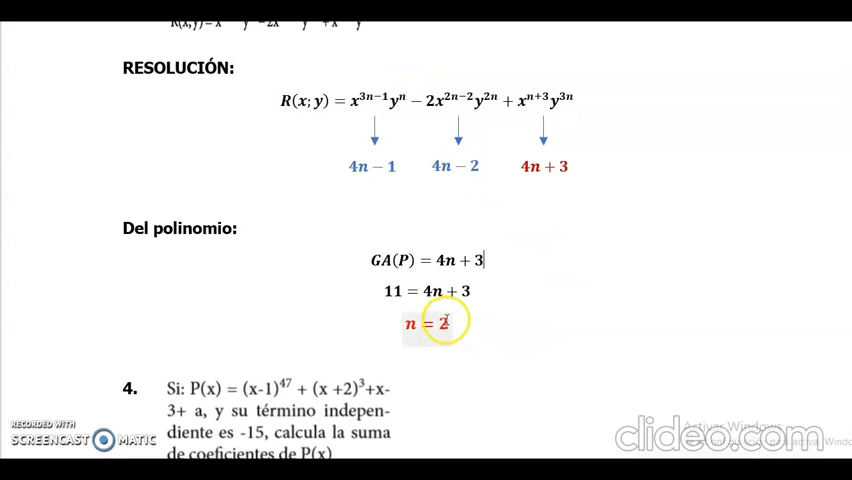 RESOLUCIÓN:
R(x; y) = x^{3n−1}y^{n} − 2x^{2n−2}y^{2n} + x^{n+3}y^{3n}
4n − 1 4n − 2 4n + 3
Del polinomio:
GA(P) = 4n + 3
11 = 4n + 3
n = 2
4. Si: P(x) = (x-1)^{47} + (x +2)^{3}+x-
3+ a, y su término indepen-
diente es -15, calcula la suma
de coeficientes de P(x)
Activar Windows
RECORDED WITH
SCREENCAST MATIC
clideo.com